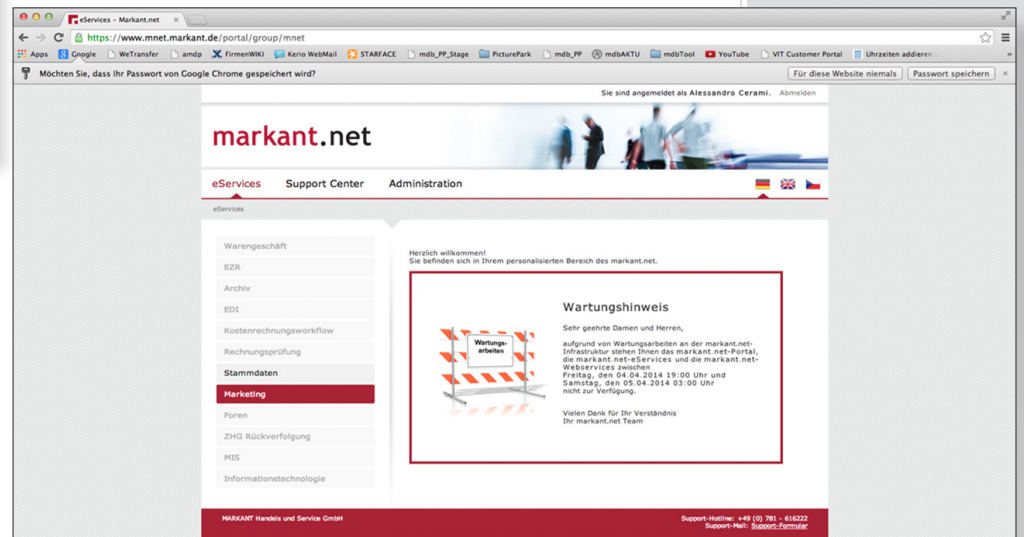 eServices – Markant.net
https://www.mnet.markant.de/portal/group/mnet
Apps Google WeTransfer amdp FirmenWIKI Kerio WebMail STARFACE mdb_PP_Stage PicturePark mdb_PP mdbAKTU mdbTool YouTube VIT Customer Portal Uhrzeiten addieren
Möchten Sie, dass Ihr Passwort von Google Chrome gespeichert wird? Für diese Website niemals Passwort speichern
Sie sind angemeldet als Alessandro Cerami. Abmelden
markant.net
eServices Support Center Administration
eServices
Warengeschäft
EZR
Archiv
EDI
Kostenrechnungsworkflow
Rechnungsprüfung
Stammdaten
Marketing
Foren
ZHG Rückverfolgung
MIS
Informationstechnologie
Herzlich willkommen!
Sie befinden sich in Ihrem personalisierten Bereich des markant.net.
Wartungs-
arbeiten
Wartungshinweis
Sehr geehrte Damen und Herren,
aufgrund von Wartungsarbeiten an der markant.net-
Infrastruktur stehen Ihnen das markant.net-Portal,
die markant.net-eServices und die markant.net-
Webservices zwischen
Freitag, den 04.04.2014 19:00 Uhr und
Samstag, den 05.04.2014 03:00 Uhr
nicht zur Verfügung.
Vielen Dank für Ihr Verständnis
Ihr markant.net Team
MARKANT Handels und Service GmbH
Support-Hotline: +49 (0) 781 - 616222
Support-Mail: Support-Formular